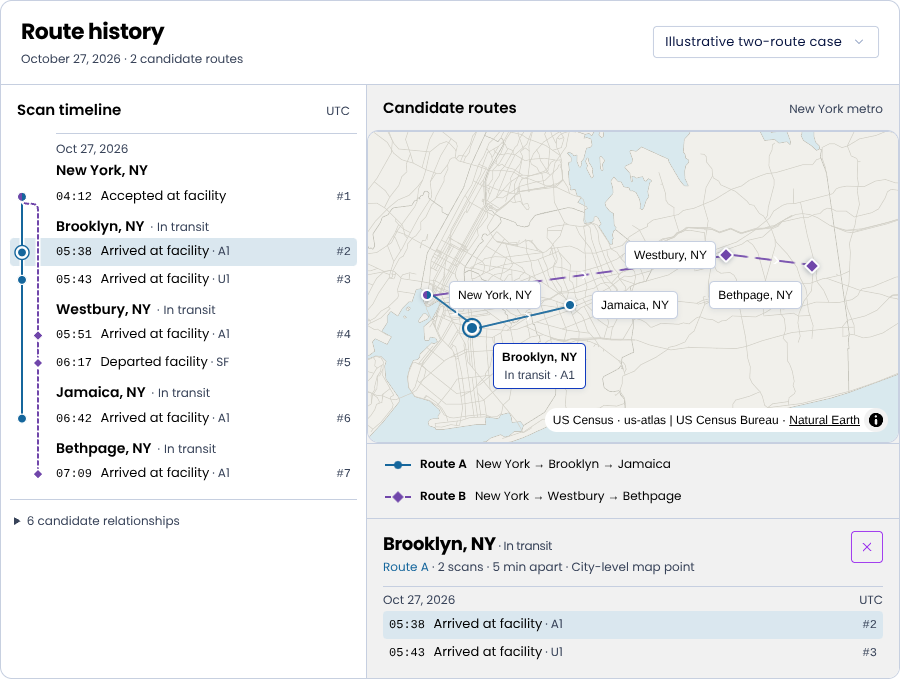 Route history
October 27, 2026 · 2 candidate routes
Illustrative two-route case
Scan timeline
UTC
Oct 27, 2026
New York, NY
04:12 Accepted at facility #1
Brooklyn, NY · In transit
05:38 Arrived at facility · A1 #2
05:43 Arrived at facility · U1 #3
Westbury, NY · In transit
05:51 Arrived at facility · A1 #4
06:17 Departed facility · SF #5
Jamaica, NY · In transit
06:42 Arrived at facility · A1 #6
Bethpage, NY · In transit
07:09 Arrived at facility · A1 #7
6 candidate relationships
Candidate routes
New York metro
Westbury, NY
New York, NY
Bethpage, NY
Jamaica, NY
Brooklyn, NY
In transit · A1
US Census · us-atlas | US Census Bureau · Natural Earth
Route A New York → Brooklyn → Jamaica
Route B New York → Westbury → Bethpage
Brooklyn, NY · In transit
Route A · 2 scans · 5 min apart · City-level map point
Oct 27, 2026 UTC
05:38 Arrived at facility · A1 #2
05:43 Arrived at facility · U1 #3